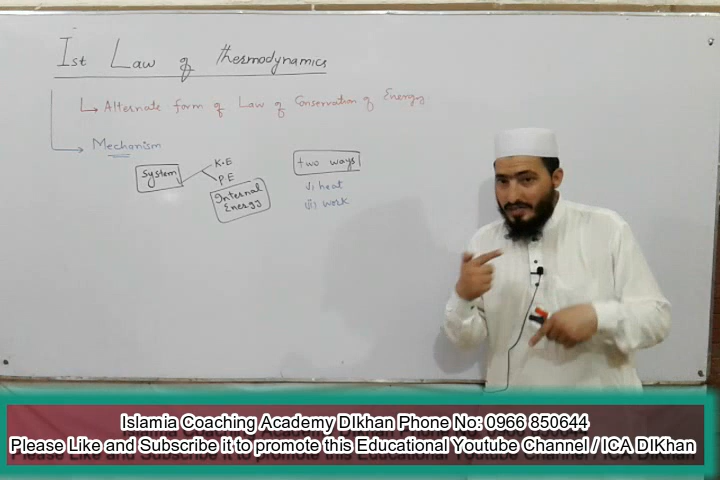 Ist Law of thermodynamics
↳ Alternate form of Law of Conservation of Energy
Mechanism
System
K.E
P.E
Internal
Energy
two ways
i) heat
ii) work
Islamia Coaching Academy DIkhan Phone No: 0966 850644
Please Like and Subscribe it to promote this Educational Youtube Channel / ICA DIKhan